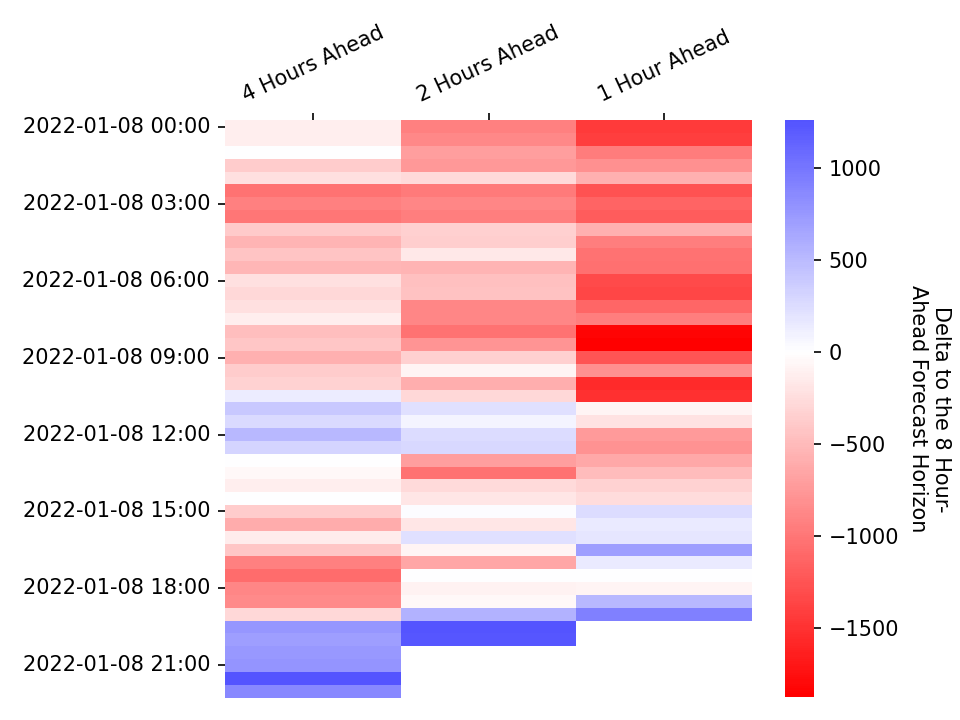 4 Hours Ahead
2 Hours Ahead
1 Hour Ahead
2022-01-08 00:00
2022-01-08 03:00
2022-01-08 06:00
2022-01-08 09:00
2022-01-08 12:00
2022-01-08 15:00
2022-01-08 18:00
2022-01-08 21:00
1000
500
0
−500
−1000
−1500
Delta to the 8 Hour-
Ahead Forecast Horizon